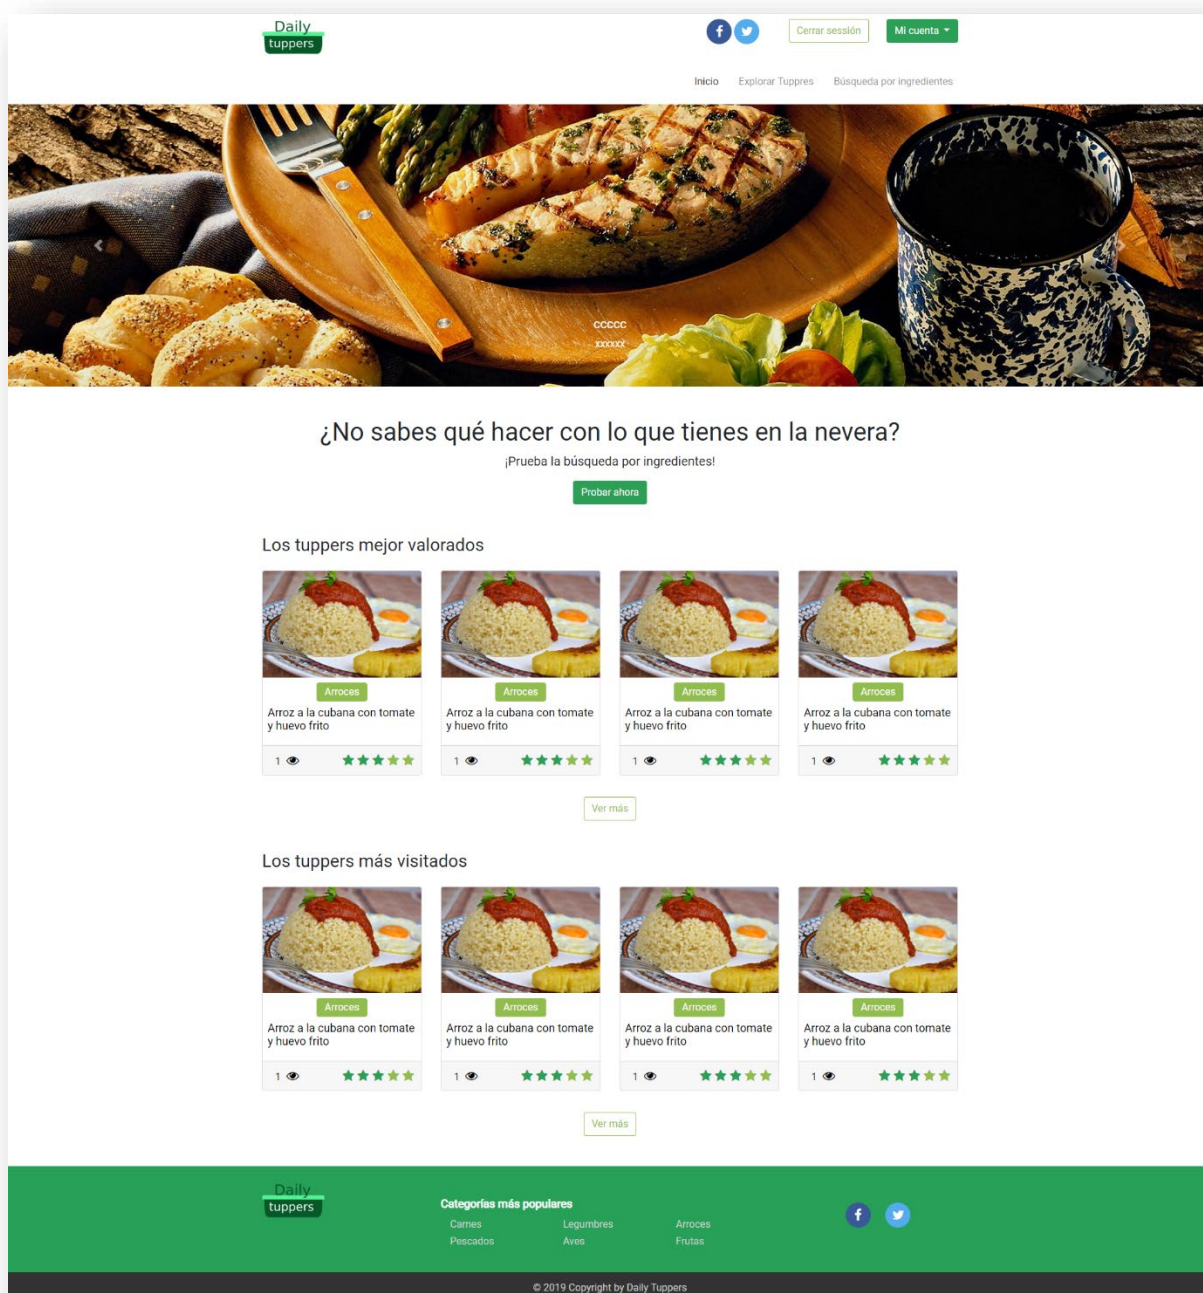 Daily
tuppers
Cerrar sessión
Mi cuenta
Inicio Explorar Tuppres Búsqueda por ingredientes
ccccc
xxxxxx
¿No sabes qué hacer con lo que tienes en la nevera?
¡Prueba la búsqueda por ingredientes!
Probar ahora
Los tuppers mejor valorados
Arroces Arroces Arroces Arroces
Arroz a la cubana con tomate Arroz a la cubana con tomate Arroz a la cubana con tomate Arroz a la cubana con tomate
y huevo frito y huevo frito y huevo frito y huevo frito
1 1 1 1
Ver más
Los tuppers más visitados
Arroces Arroces Arroces Arroces
Arroz a la cubana con tomate Arroz a la cubana con tomate Arroz a la cubana con tomate Arroz a la cubana con tomate
y huevo frito y huevo frito y huevo frito y huevo frito
1 1 1 1
Ver más
Daily
tuppers
Categorías más populares
Carnes Legumbres Arroces
Pescados Aves Frutas
© 2019 Copyright by Daily Tuppers